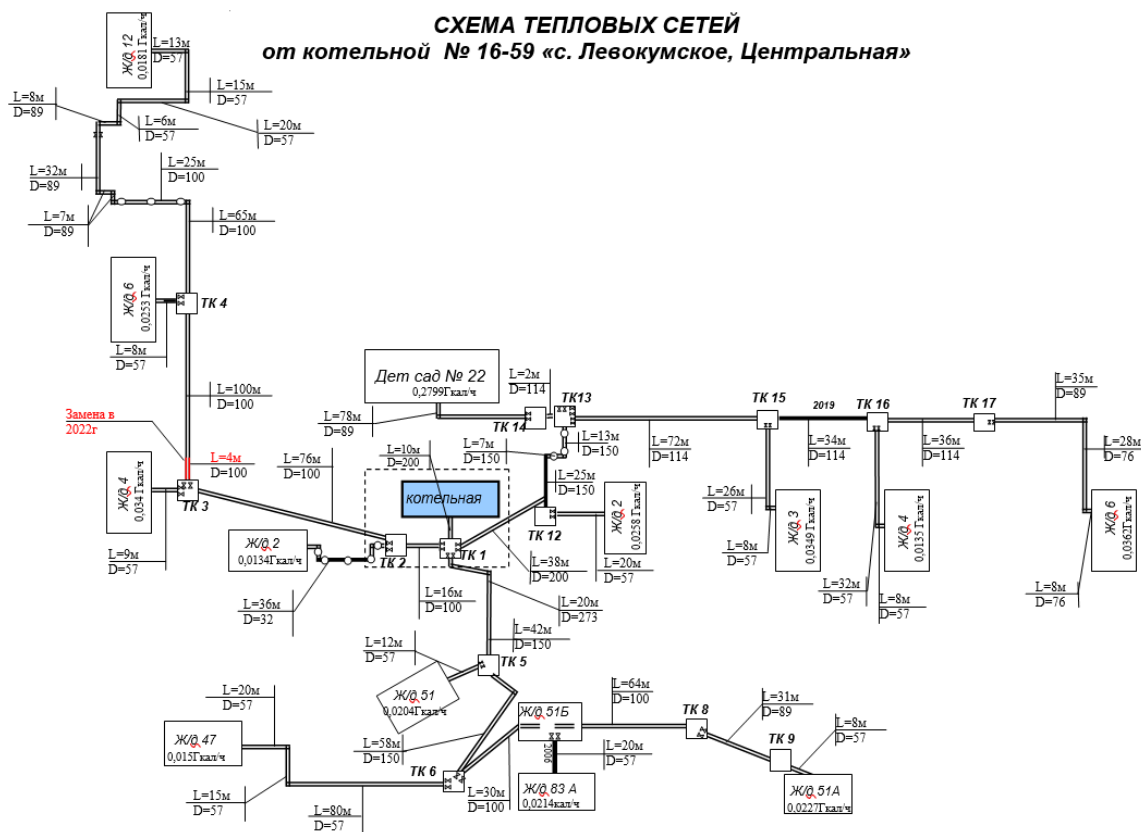 СХЕМА ТЕПЛОВЫХ СЕТЕЙ
от котельной № 16-59 «с. Левокумское, Центральная»
Ж/д 12
0,0181 Гкал/ч
L=13м
D=57
L=15м
D=57
L=8м
D=89
L=6м
D=57
L=20м
D=57
L=32м
D=89
L=25м
D=100
L=7м
D=89
L=65м
D=100
Ж/д 6
0,0253 Гкал/ч
ТК 4
L=8м
D=57
L=100м
D=100
Замена в
2022г
L=4м
D=100
Ж/д 4
0,034 Гкал/ч
ТК 3
L=9м
D=57
L=76м
D=100
Дет сад № 22
0,2799Гкал/ч
L=78м
D=89
L=2м
D=114
ТК 14
ТК13
L=7м
D=150
L=13м
D=150
L=72м
D=114
ТК 15
2019
ТК 16
L=34м
D=114
L=36м
D=114
ТК 17
L=35м
D=89
L=28м
D=76
L=10м
D=200
котельная
L=25м
D=150
ТК 12
Ж/д 2
0,0258 Гкал/ч
L=20м
D=57
L=26м
D=57
Ж/д 3
0,0349 Гкал/ч
L=8м
D=57
Ж/д 4
0,0135 Гкал/ч
L=32м
D=57
L=8м
D=57
Ж/д 6
0,0362Гкал/ч
L=8м
D=76
Ж/д 2
0,0134Гкал/ч
L=36м
D=32
ТК 2
ТК 1
L=16м
D=100
L=38м
D=200
L=20м
D=273
L=42м
D=150
ТК 5
L=12м
D=57
Ж/д 51
0,0204Гкал/ч
L=20м
D=57
Ж/д 47
0,015Гкал/ч
L=15м
D=57
L=80м
D=57
L=58м
D=150
ТК 6
L=30м
D=100
Ж/д 51Б
2006
L=20м
D=57
Ж/д 83 А
0,0214кал/ч
L=64м
D=100
ТК 8
L=31м
D=89
ТК 9
L=8м
D=57
Ж/д 51А
0,0227Гкал/ч